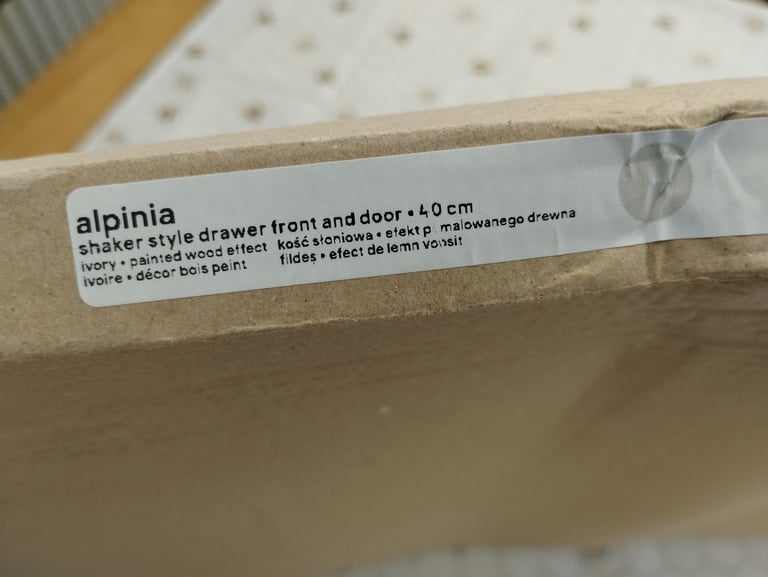 alpinia
shaker style drawer front and door • 40 cm
ivory • painted wood effect kość słoniowa • efekt p malowanego drewna
ivoire • décor bois peint fildeș • efect de lemn